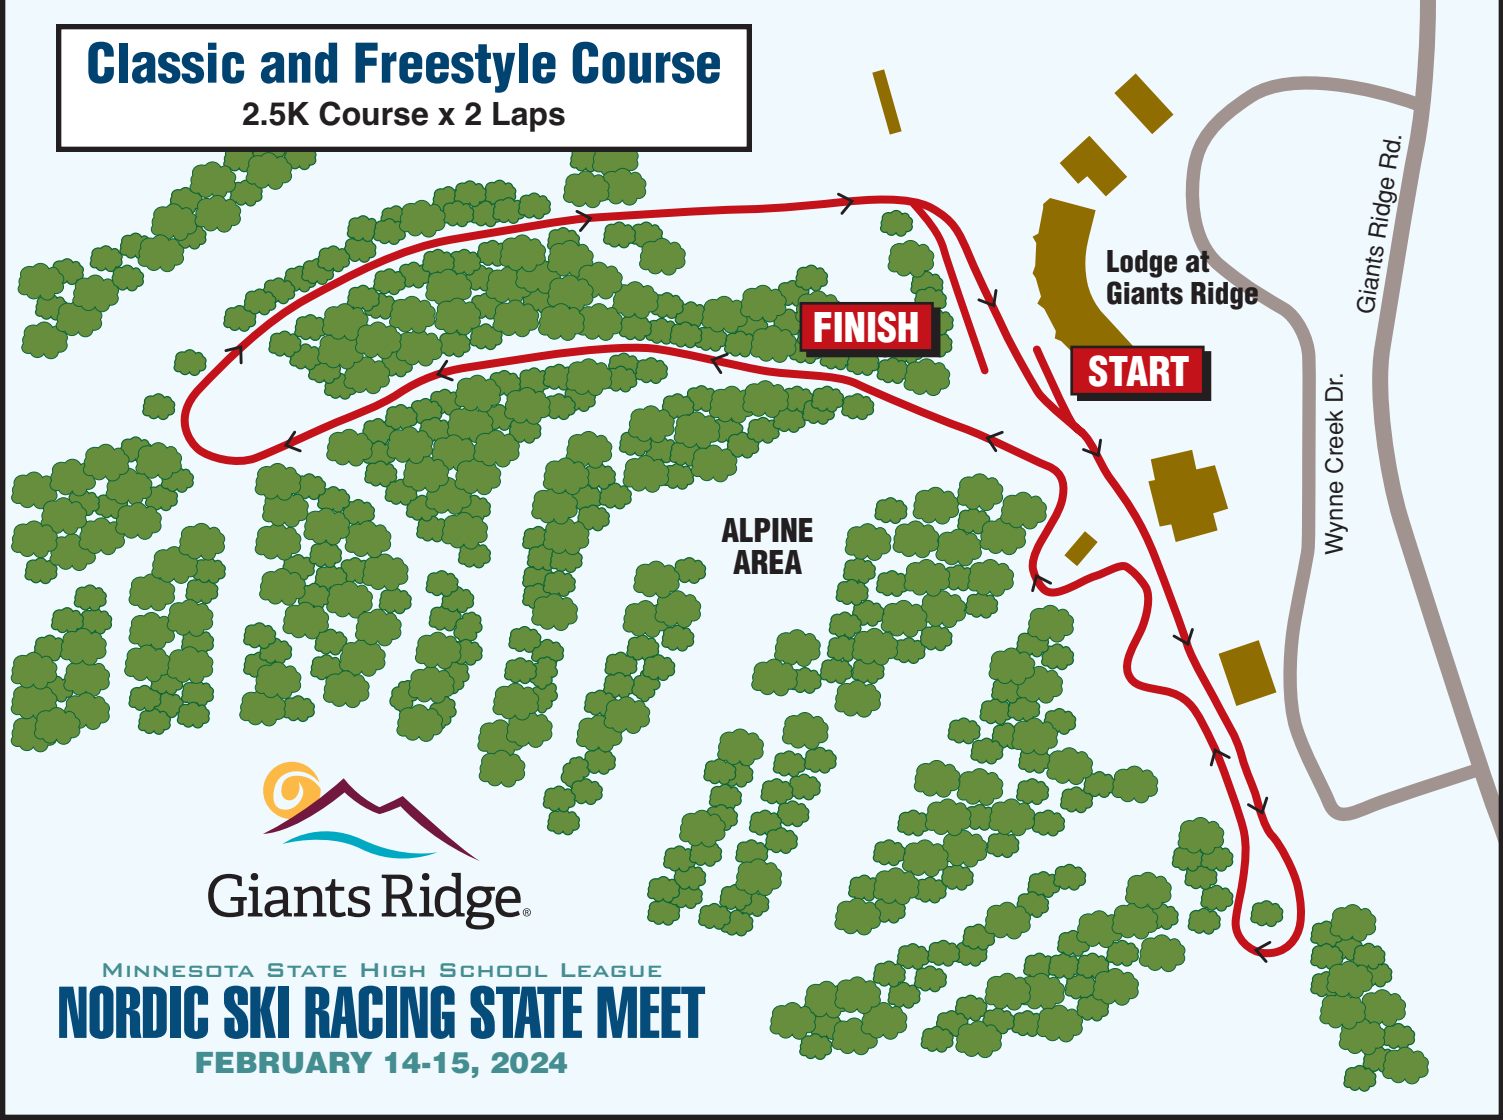 Classic and Freestyle Course
2.5K Course x 2 Laps
Giants Ridge Rd.
Lodge at
Giants Ridge
FINISH
START
Wynne Creek Dr.
ALPINE
AREA
Giants Ridge®
MINNESOTA STATE HIGH SCHOOL LEAGUE
NORDIC SKI RACING STATE MEET
FEBRUARY 14-15, 2024